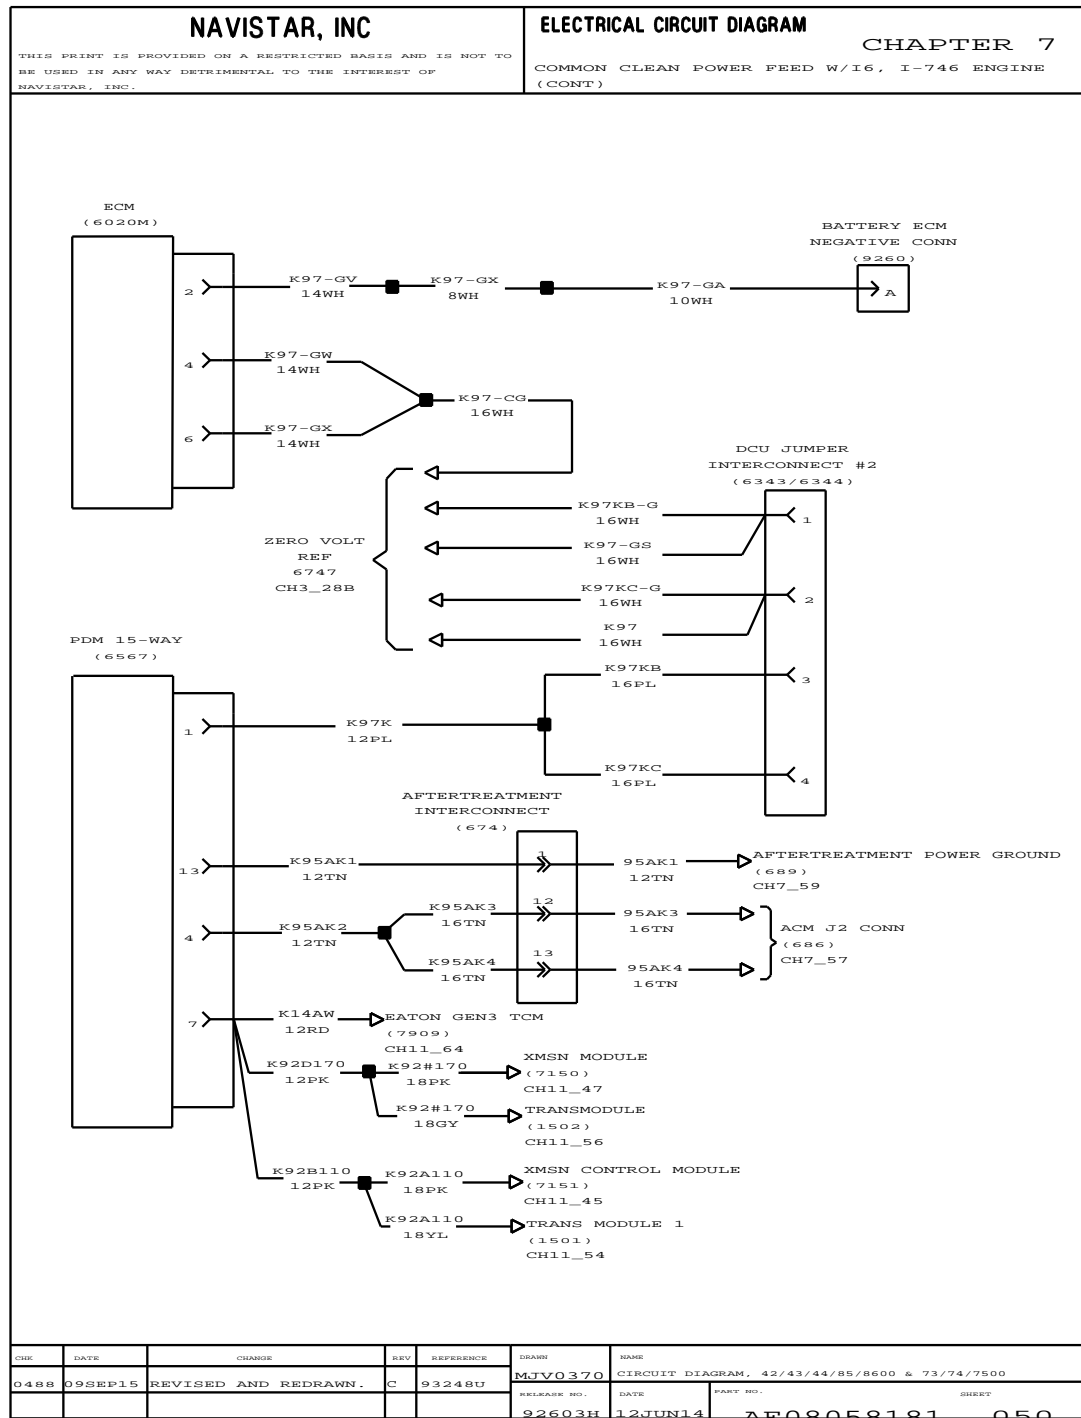 NAVISTAR, INC
THIS PRINT IS PROVIDED ON A RESTRICTED BASIS AND IS NOT TO
BE USED IN ANY WAY DETRIMENTAL TO THE INTEREST OF
NAVISTAR, INC.
ELECTRICAL CIRCUIT DIAGRAM
CHAPTER 7
COMMON CLEAN POWER FEED W/I6, I-746 ENGINE
(CONT)
ECM
(6020M)
BATTERY ECM
NEGATIVE CONN
(9260)
2
K97-GV
14WH
K97-GX
8WH
K97-GA
10WH
A
4
K97-GW
14WH
K97-CG
16WH
6
K97-GX
14WH
DCU JUMPER
INTERCONNECT #2
(6343/6344)
K97KB-G
16WH
1
K97-GS
16WH
ZERO VOLT
REF
6747
CH3_28B
K97KC-G
16WH
2
K97
16WH
PDM 15-WAY
(6567)
K97KB
16PL
3
1
K97K
12PL
K97KC
16PL
4
AFTERTREATMENT
INTERCONNECT
(674)
13
K95AK1
12TN
1
95AK1
12TN
AFTERTREATMENT POWER GROUND
(689)
CH7_59
K95AK3
16TN
12
95AK3
16TN
4
K95AK2
12TN
ACM J2 CONN
(686)
CH7_57
K95AK4
16TN
13
95AK4
16TN
7
K14AW
12RD
EATON GEN3 TCM
(7909)
CH11_64
K92D170
12PK
K92#170
18PK
XMSN MODULE
(7150)
CH11_47
K92#170
18GY
TRANSMODULE
(1502)
CH11_56
K92B110
12PK
K92A110
18PK
XMSN CONTROL MODULE
(7151)
CH11_45
K92A110
18YL
TRANS MODULE 1
(1501)
CH11_54
CHK DATE CHANGE REV REFERENCE DRAWN NAME
0488 09SEP15 REVISED AND REDRAWN. C 93248U MJV0370 CIRCUIT DIAGRAM, 42/43/44/85/8600 & 73/74/7500
RELEASE NO. DATE PART NO. SHEET
92603H 12JUN14 AF08058181 050